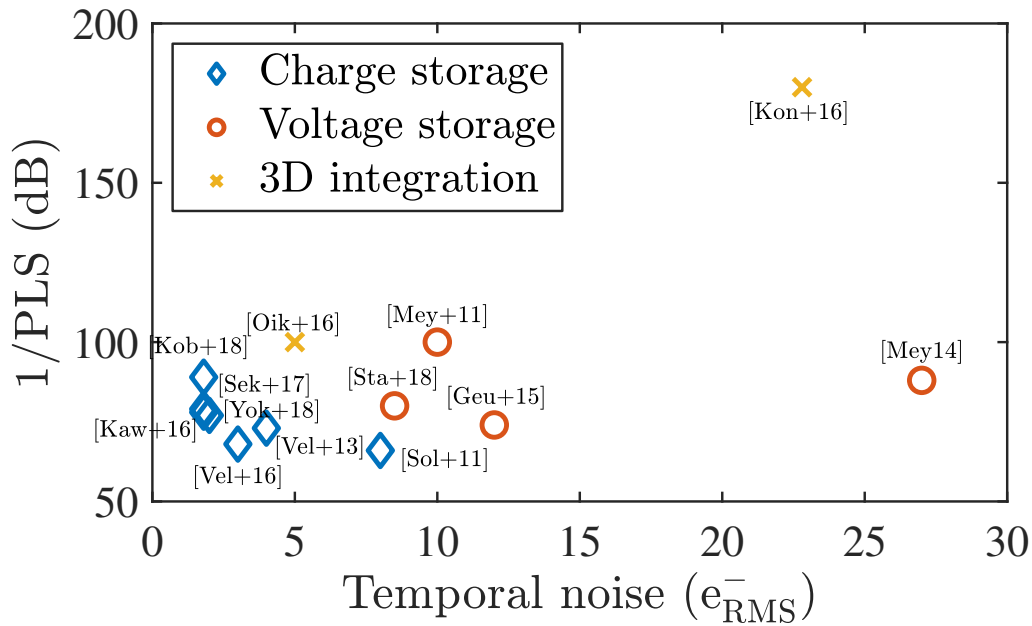 200
150
100
50
1/PLS (dB)
Charge storage
Voltage storage
3D integration
[Kon+16]
[Oik+16]
[Mey+11]
[Kob+18]
[Mey14]
[Sek+17]
[Sta+18]
[Geu+15]
[Yok+18]
[Kaw+16]
[Vel+13]
[Sol+11]
[Vel+16]
0 5 10 15 20 25 30
Temporal noise (e⁻RMS)